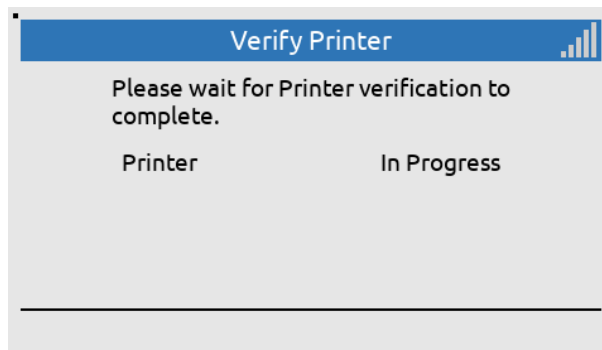 Verify Printer
Please wait for Printer verification to
complete.
Printer In Progress